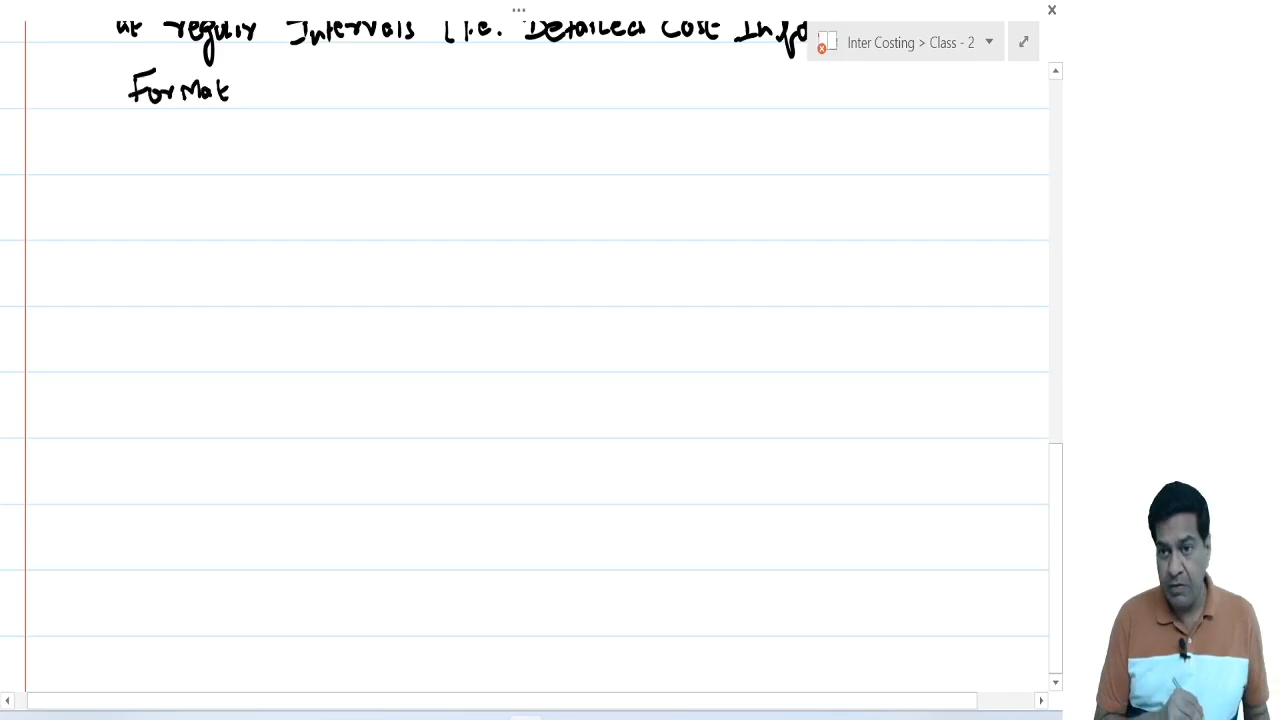 at regular Intervals (i.e. Detailed Cost Info
Format
Inter Costing > Class - 2